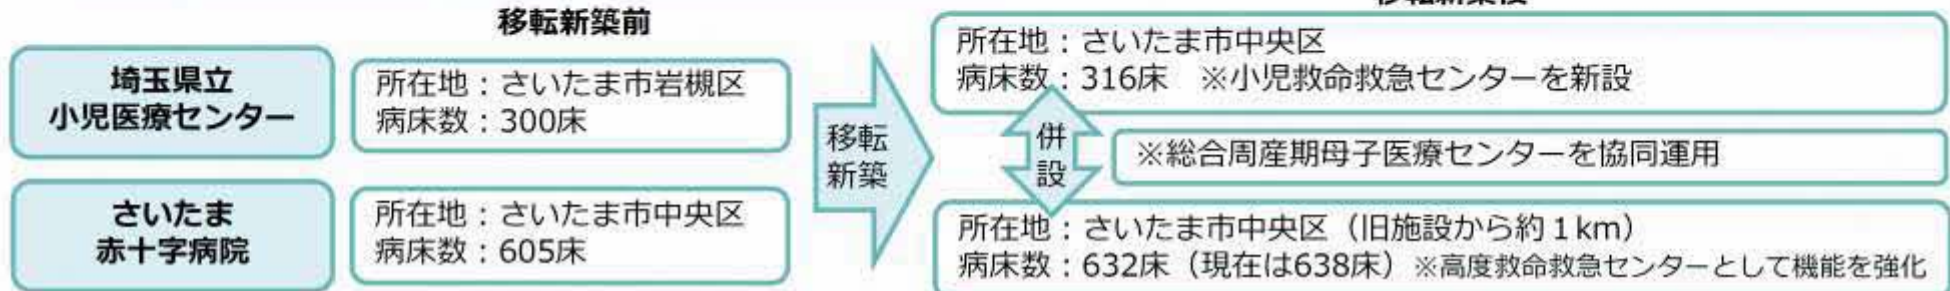 移転新築前
埼玉県立
小児医療センター
所在地：さいたま市岩槻区
病床数：300床
さいたま
赤十字病院
所在地：さいたま市中央区
病床数：605床
移転
新築
所在地：さいたま市中央区
病床数：316床　※小児救命救急センターを新設
併
設
※総合周産期母子医療センターを協同運用
所在地：さいたま市中央区（旧施設から約１km）
病床数：632床（現在は638床）※高度救命救急センターとして機能を強化